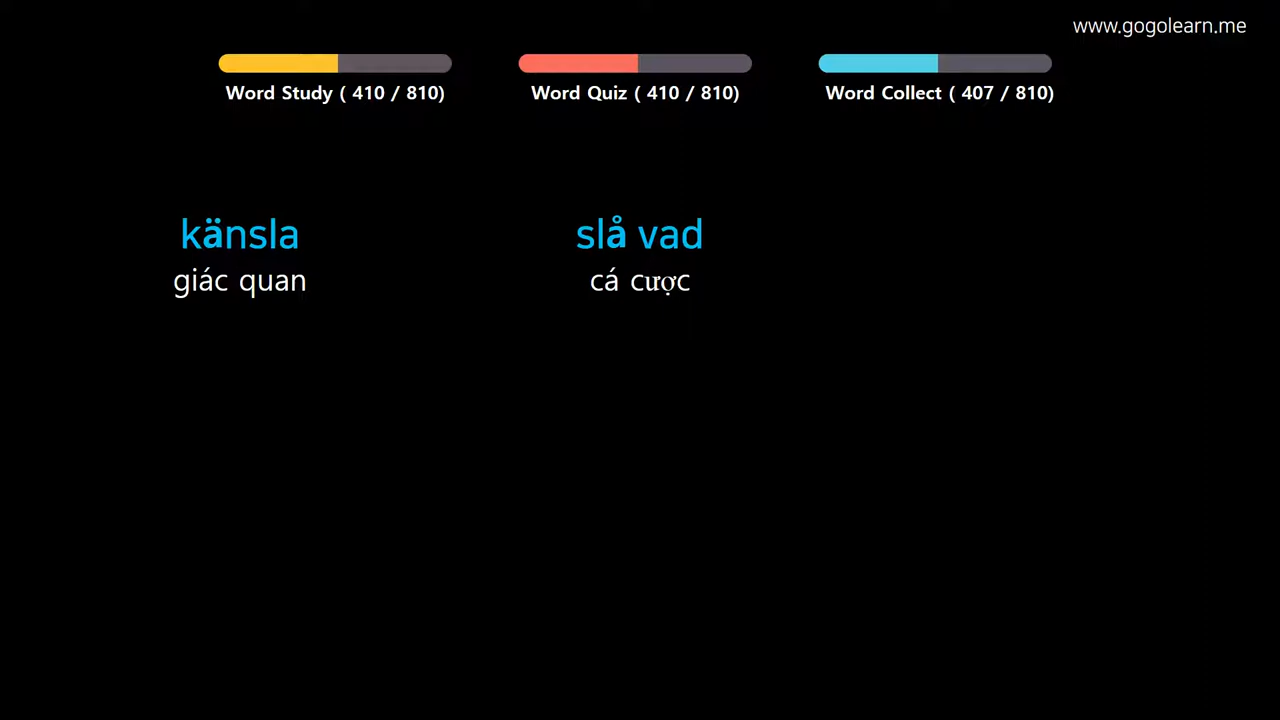 www.gogolearn.me
Word Study ( 410 / 810)
Word Quiz ( 410 / 810)
Word Collect ( 407 / 810)
känsla
giác quan
slå vad
cá cược